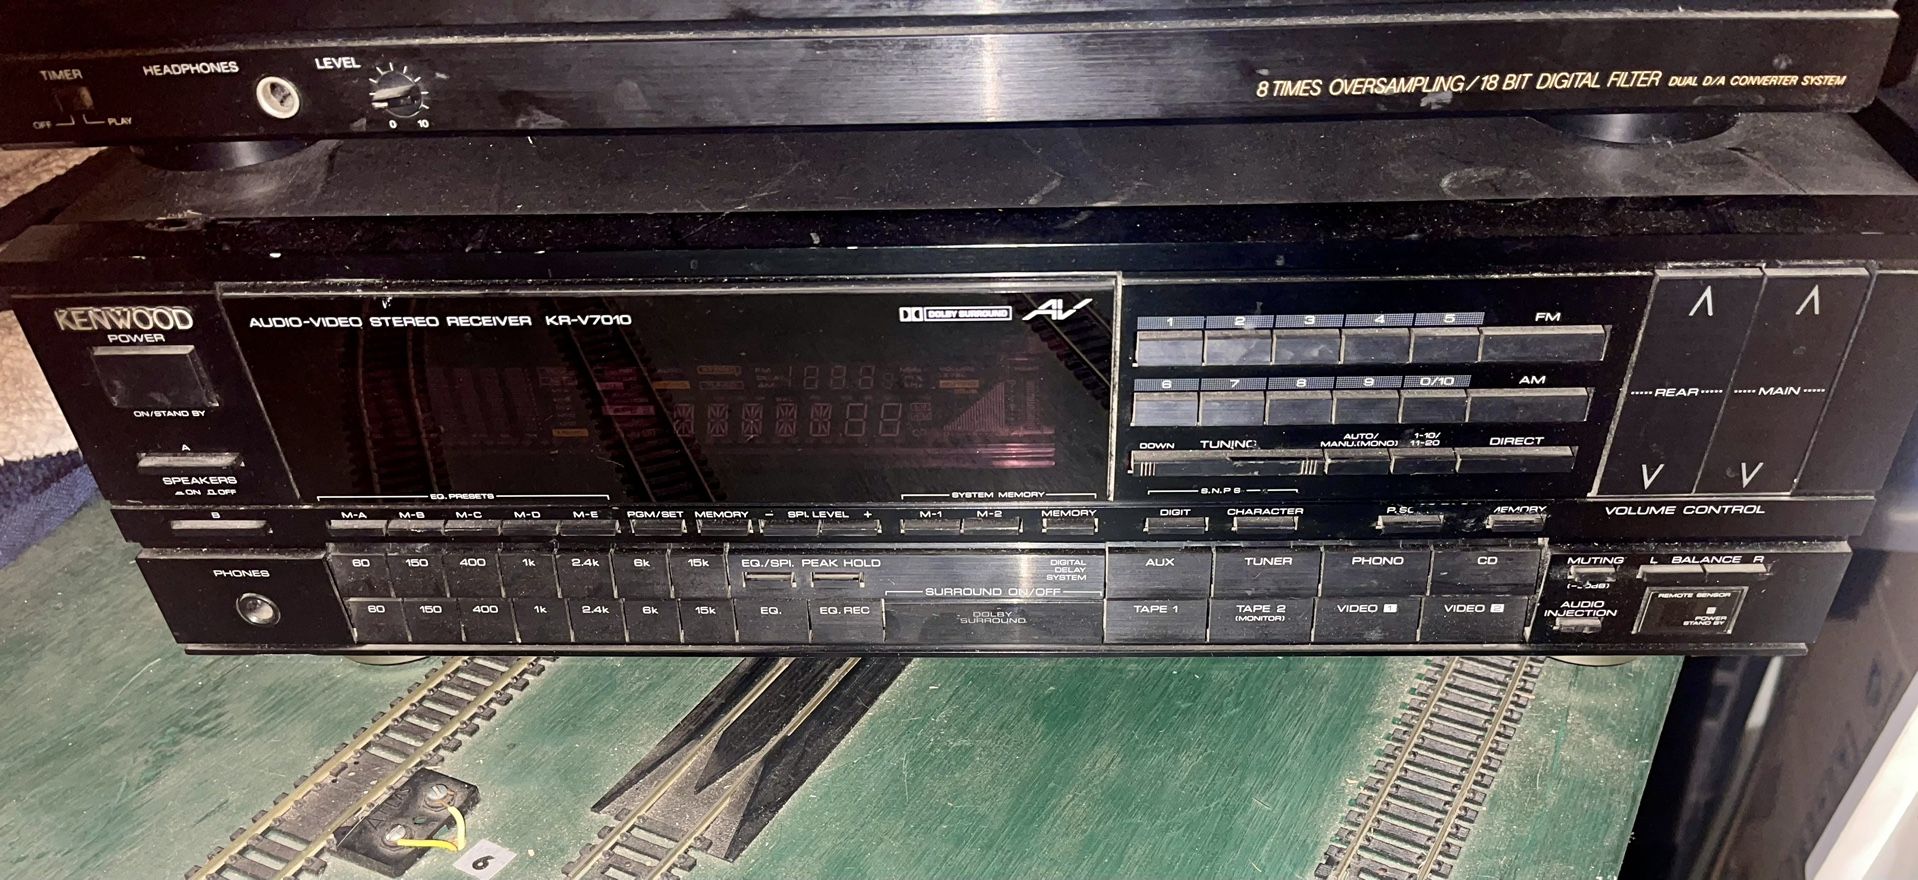 TIMER
HEADPHONES
LEVEL
OFF
PLAY
0 10
8 TIMES OVERSAMPLING/18 BIT DIGITAL FILTER DUAL D/A CONVERTER SYSTEM
KENWOOD
POWER
ON/STAND BY
A
SPEAKERS
ON OFF
B
PHONES
AUDIO-VIDEO STEREO RECEIVER KR-V7010
DOLBY SURROUND
AV
EQ. PRESETS
SYSTEM MEMORY
M-A M-B M-C M-D M-E PGM/SET MEMORY - SPI. LEVEL + M-1 M-2 MEMORY
1 2 3 4 5 FM
6 7 8 9 0/10 AM
DOWN TUNING AUTO/MANU.(MONO) 1-10/11-20 DIRECT
S.N.P.S
DIGIT CHARACTER
MEMORY
REAR MAIN
VOLUME CONTROL
60 150 400 1k 2.4k 6k 15k EQ./SPI. PEAK HOLD
DIGITAL
DELAY
SYSTEM
SURROUND ON/OFF
60 150 400 1k 2.4k 6k 15k EQ. EQ. REC
DOLBY
SURROUND
AUX TUNER PHONO CD
TAPE 1 TAPE 2 VIDEO 1 VIDEO 2
(MONITOR)
MUTING L BALANCE R
AUDIO
INJECTION
REMOTE SENSOR
POWER
STAND BY
6